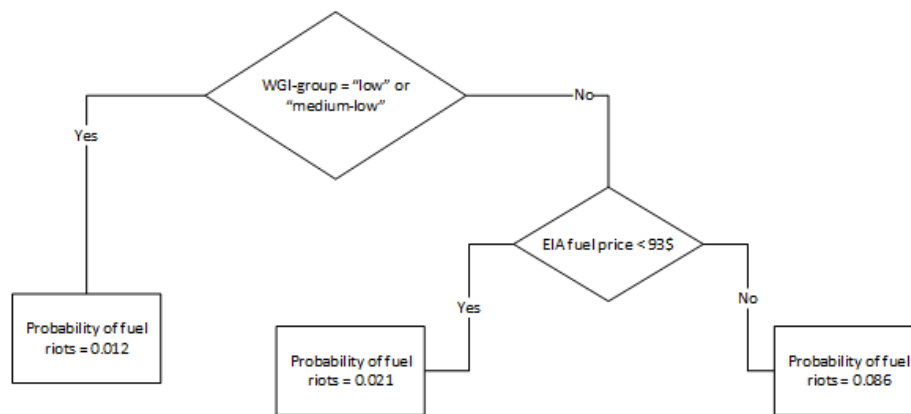 WGI-group = “low” or
“medium-low”
No
Yes
EIA fuel price < 93$
Yes
No
Probability of fuel
riots = 0.012
Probability of fuel
riots = 0.021
Probability of fuel
riots = 0.086